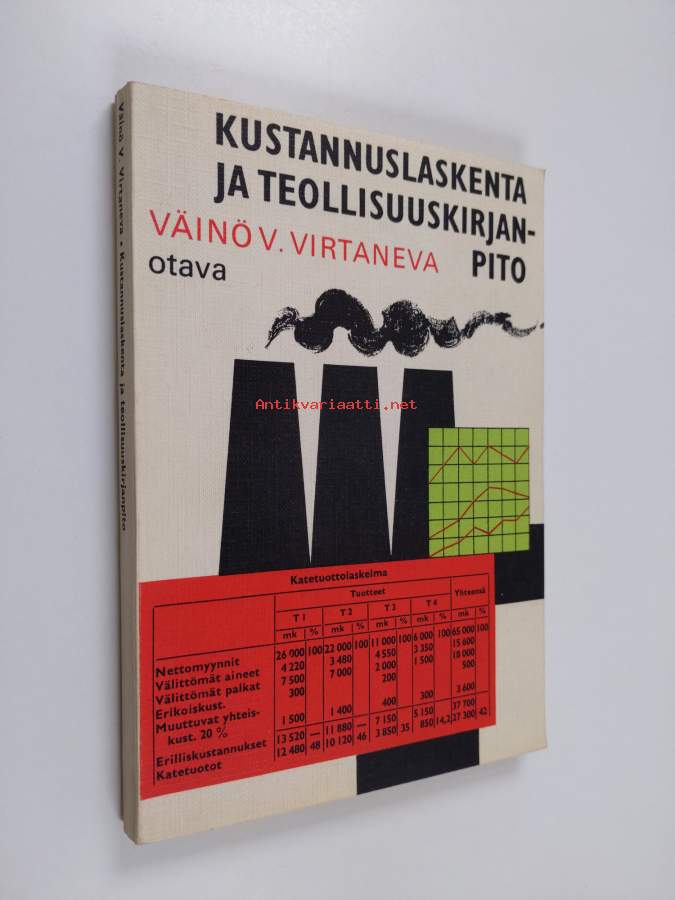 Väinö V. Virtaneva • Kustannuslaskenta ja teollisuuskirjanpito
KUSTANNUSLASKENTA
JA TEOLLISUUSKIRJAN-
PITO
VÄINÖ V. VIRTANEVA
otava
Antikvariaatti.net
Katetuottolaskelma
Tuotteet Yhteensä
T 1 T 2 T 3 T 4
mk % mk % mk % mk % mk %
Nettomyynnit 26 000 100 22 000 100 11 000 100 6 000 100 65 000 100
Välittömät aineet 4 220 3 480 4 550 3 350 15 600
Välittömät palkat 7 500 7 000 2 000 1 500 18 000
Erikoiskust. 300 200 500
Muuttuvat yhteis-
kust. 20 % 1 500 1 400 400 300 3 600
Erilliskustannukset 13 520 — 11 880 — 7 150 5 150 37 700
Katetuotot 12 480 48 10 120 46 3 850 35 850 14,2 27 300 42